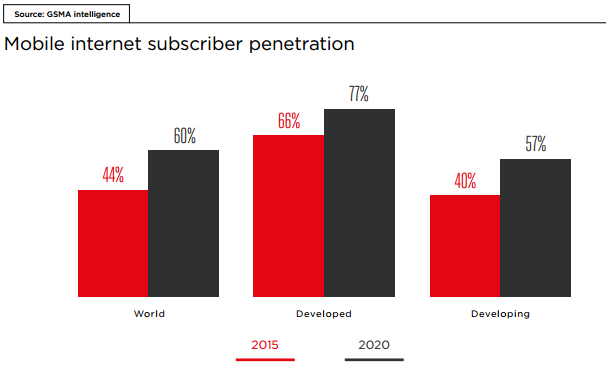 Source: GSMA intelligence
Mobile internet subscriber penetration
44%
60%
66%
77%
40%
57%
World
Developed
Developing
2015
2020